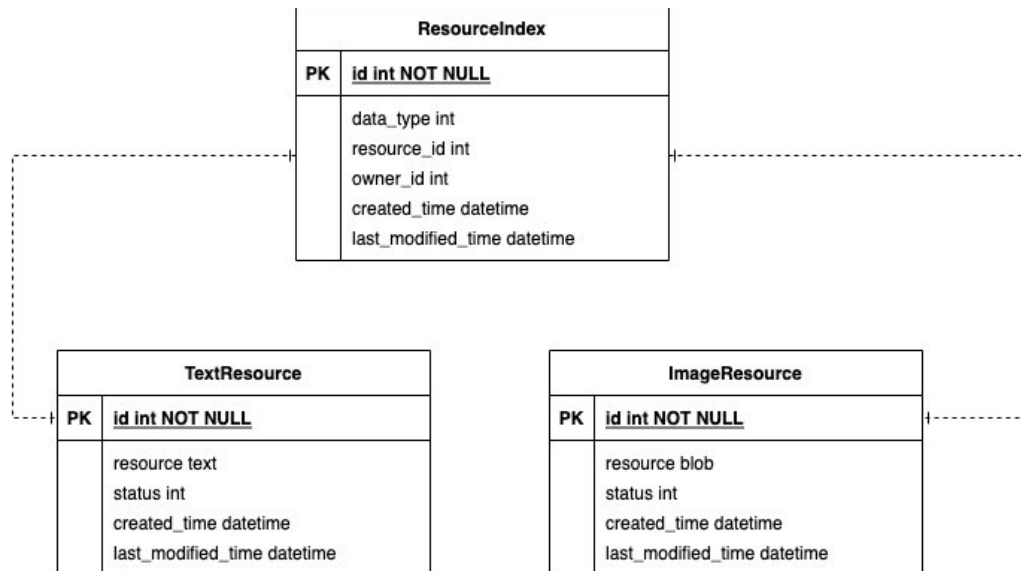 ResourceIndex
PK id int NOT NULL
data_type int
resource_id int
owner_id int
created_time datetime
last_modified_time datetime
TextResource
PK id int NOT NULL
resource text
status int
created_time datetime
last_modified_time datetime
ImageResource
PK id int NOT NULL
resource blob
status int
created_time datetime
last_modified_time datetime